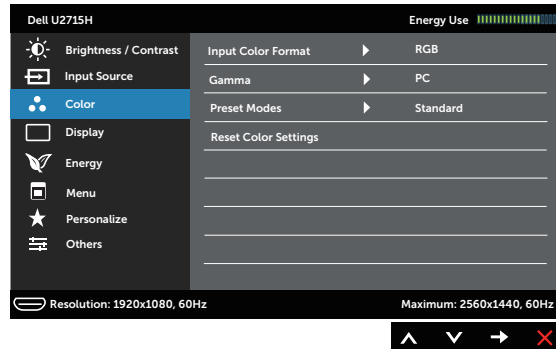 Dell U2715H
Energy Use
Brightness / Contrast
Input Source
Color
Display
Energy
Menu
Personalize
Others
Input Color Format RGB
Gamma PC
Preset Modes Standard
Reset Color Settings
Resolution: 1920x1080, 60Hz
Maximum: 2560x1440, 60Hz